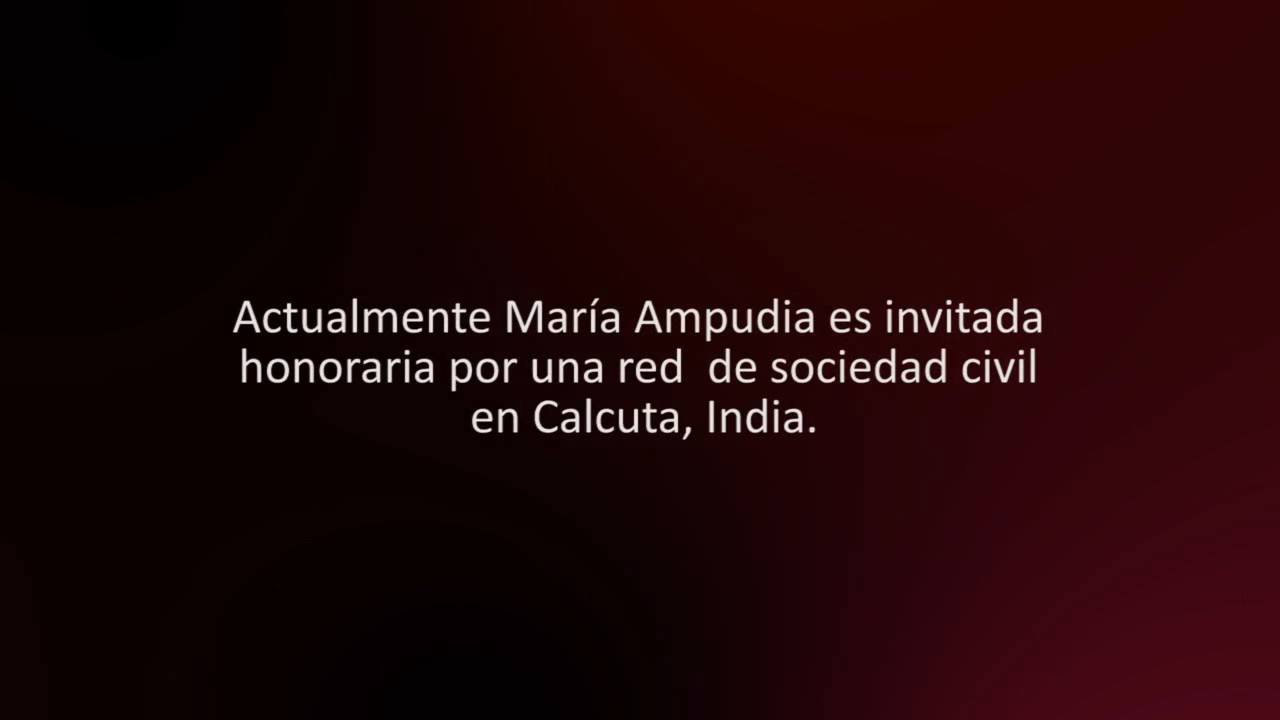 Actualmente María Ampudia es invitada
honoraria por una red  de sociedad civil
en Calcuta, India.